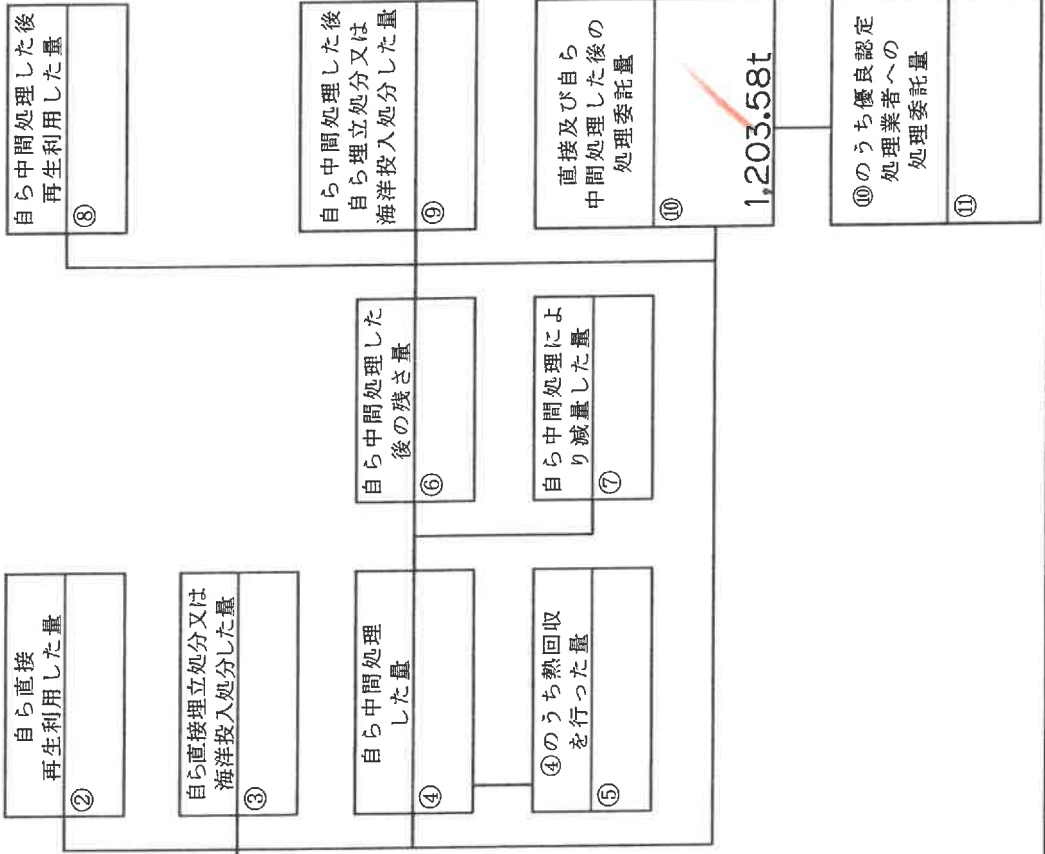 自ら直接
再生利用した量
②
自ら直接埋立処分又は
海洋投入処分した量
③
自ら中間処理
した量
④
④のうち熱回収
を行った量
⑤
自ら中間処理した
後の残さ量
⑥
自ら中間処理によ
り減量した量
⑦
自ら中間処理した後
再生利用した量
⑧
自ら中間処理した後
自ら埋立処分又は
海洋投入処分した量
⑨
直接及び自ら
中間処理した後の
処理委託量
⑩
1,203.58t
⑩のうち優良認定
処理業者への
処理委託量
⑪